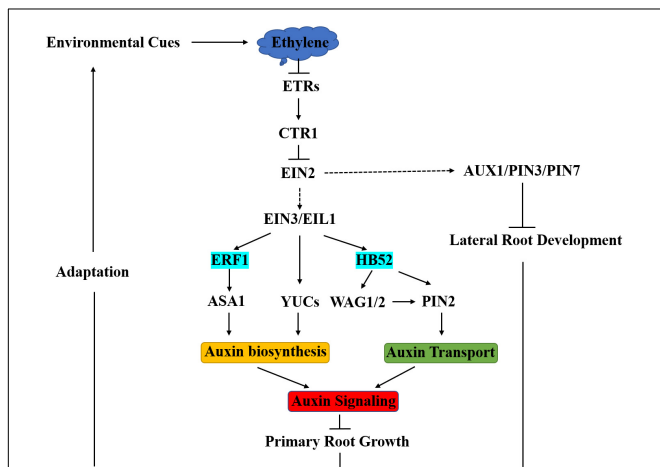 Environmental Cues
Ethylene
ETRs
CTR1
EIN2
AUX1/PIN3/PIN7
EIN3/EIL1
Lateral Root Development
ERF1
HB52
Adaptation
ASA1
YUCs
WAG1/2
PIN2
Auxin biosynthesis
Auxin Transport
Auxin Signaling
Primary Root Growth